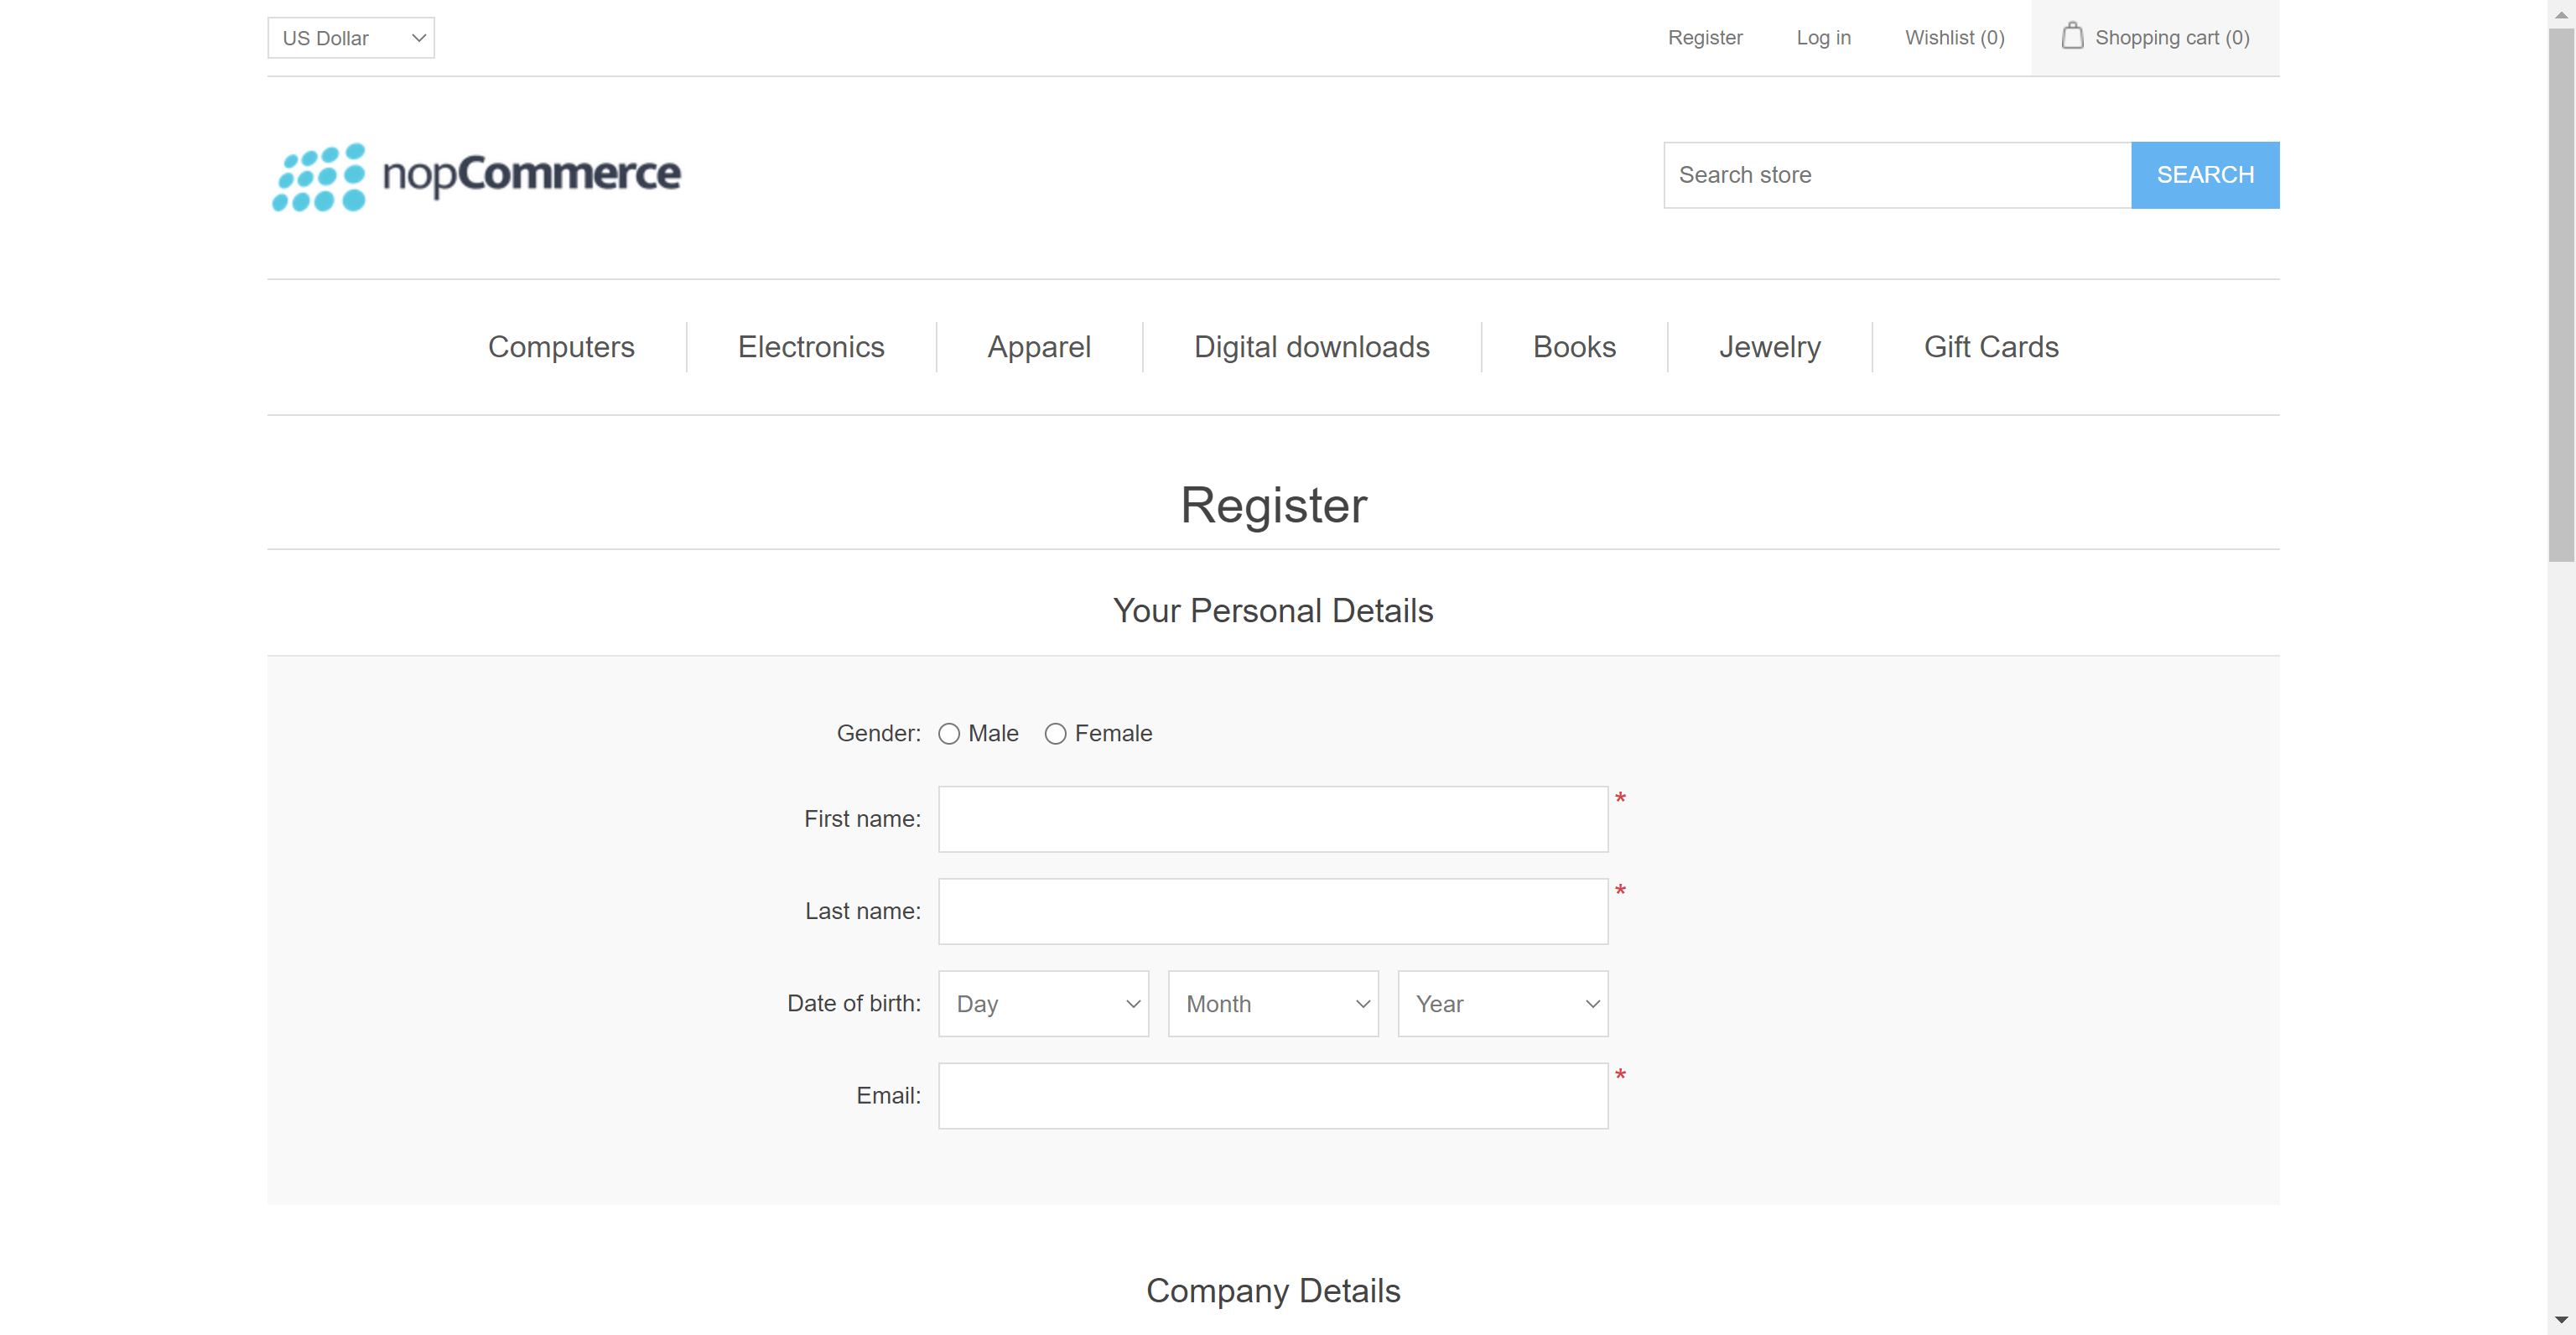 US Dollar Register Log in Wishlist (0) Shopping cart (0)
nopCommerce Search store SEARCH
Computers Electronics Apparel Digital downloads Books Jewelry Gift Cards
Register
Your Personal Details
Gender: Male Female
First name: *
Last name: *
Date of birth: Day Month Year
Email: *
Company Details